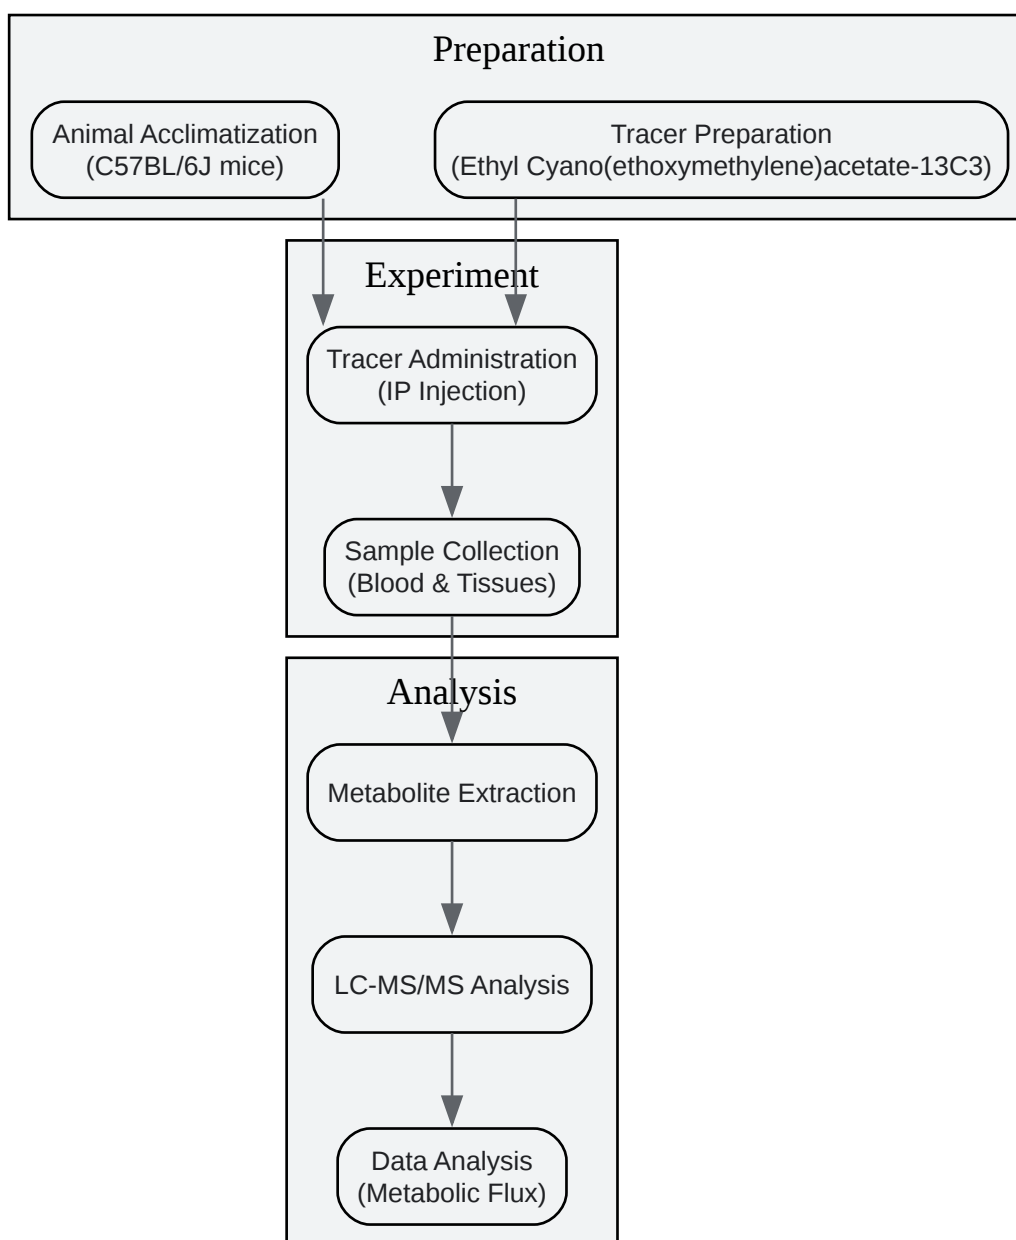 Preparation
Animal Acclimatization
(C57BL/6J mice)
Tracer Preparation
(Ethyl Cyano(ethoxymethylene)acetate-13C3)
Experiment
Tracer Administration
(IP Injection)
Sample Collection
(Blood & Tissues)
Analysis
Metabolite Extraction
LC-MS/MS Analysis
Data Analysis
(Metabolic Flux)